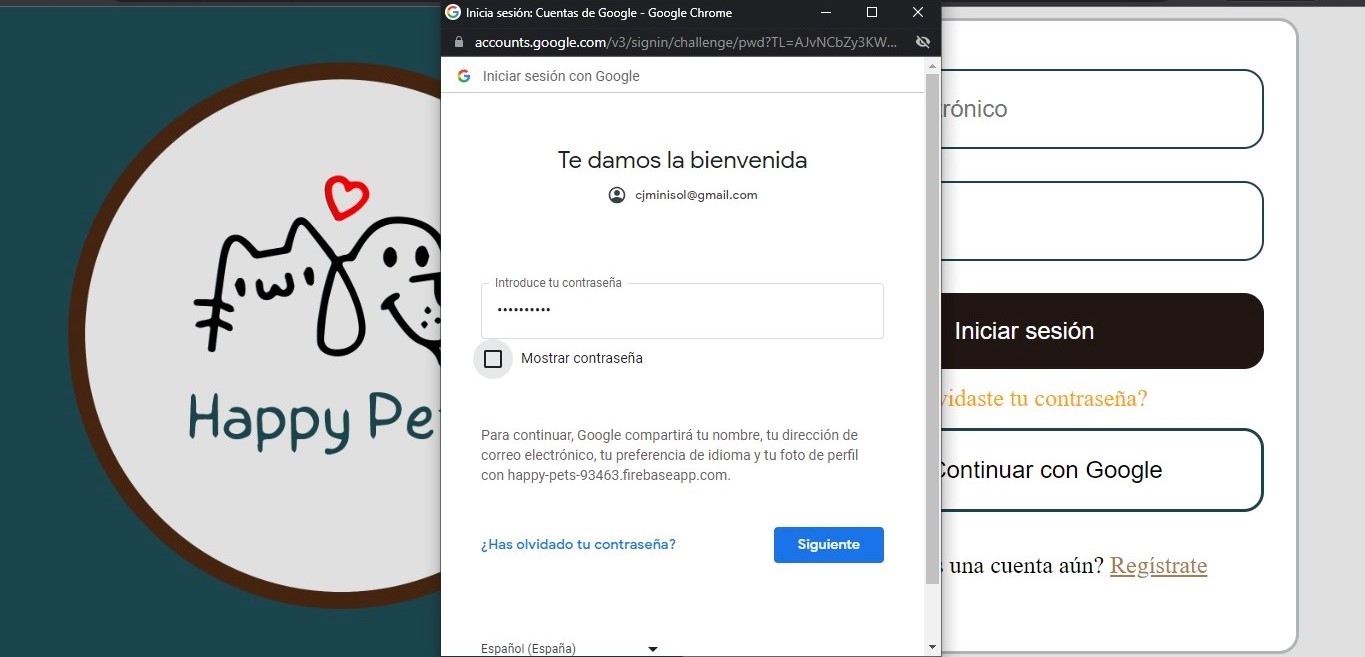 Inicia sesión: Cuentas de Google - Google Chrome
accounts.google.com/v3/signin/challenge/pwd?TL=AJvNCbZy3KW...
Iniciar sesión con Google
Te damos la bienvenida
cjminisol@gmail.com
Introduce tu contraseña
••••••••••
Mostrar contraseña
Para continuar, Google compartirá tu nombre, tu dirección de
correo electrónico, tu preferencia de idioma y tu foto de perfil
con happy-pets-93463.firebaseapp.com.
¿Has olvidado tu contraseña?
Siguiente
Español (España)
Happy Pe
rónico
Iniciar sesión
vidaste tu contraseña?
Continuar con Google
s una cuenta aún? Regístrate